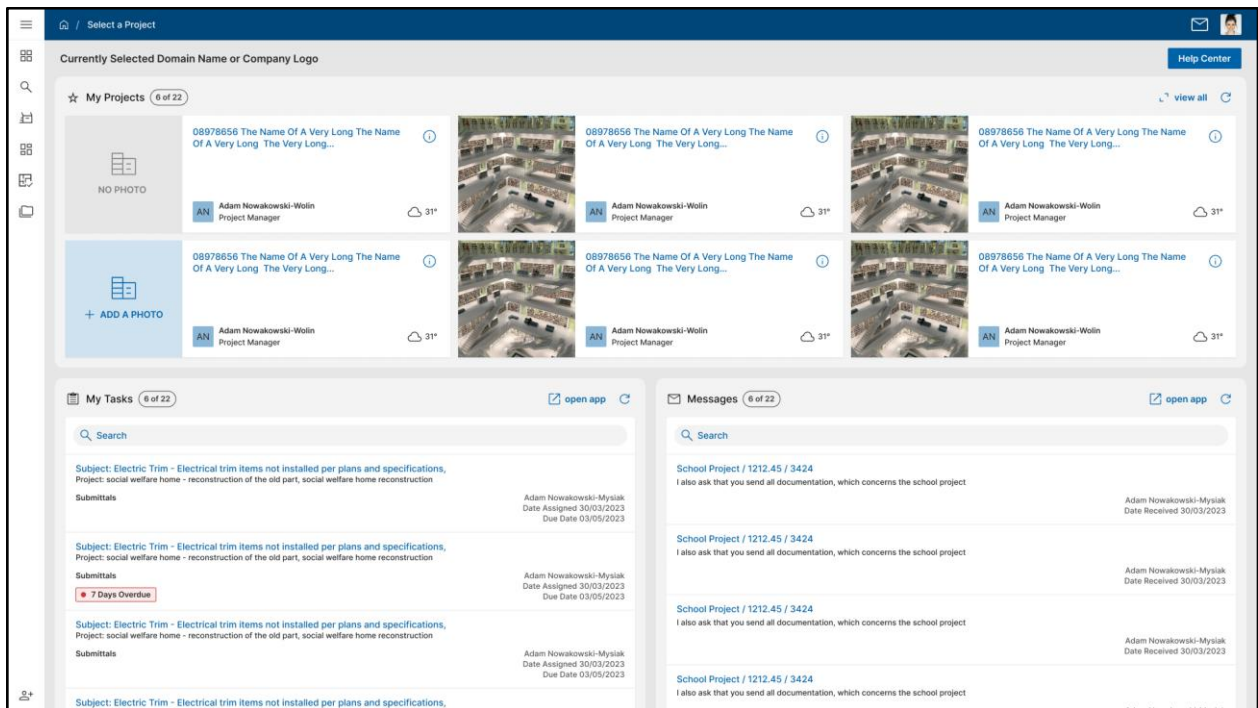 / Select a Project
Currently Selected Domain Name or Company Logo
Help Center
My Projects 6 of 22
view all
NO PHOTO
08978656 The Name Of A Very Long The Name
Of A Very Long The Very Long...
AN
Adam Nowakowski-Wolin
Project Manager
31°
08978656 The Name Of A Very Long The Name
Of A Very Long The Very Long...
AN
Adam Nowakowski-Wolin
Project Manager
31°
08978656 The Name Of A Very Long The Name
Of A Very Long The Very Long...
AN
Adam Nowakowski-Wolin
Project Manager
31°
+ ADD A PHOTO
08978656 The Name Of A Very Long The Name
Of A Very Long The Very Long...
AN
Adam Nowakowski-Wolin
Project Manager
31°
08978656 The Name Of A Very Long The Name
Of A Very Long The Very Long...
AN
Adam Nowakowski-Wolin
Project Manager
31°
08978656 The Name Of A Very Long The Name
Of A Very Long The Very Long...
AN
Adam Nowakowski-Wolin
Project Manager
31°
My Tasks 6 of 22
open app
Search
Subject: Electric Trim - Electrical trim items not installed per plans and specifications,
Project: social welfare home - reconstruction of the old part, social welfare home reconstruction
Submittals
Adam Nowakowski-Mysiak
Date Assigned 30/03/2023
Due Date 03/05/2023
Subject: Electric Trim - Electrical trim items not installed per plans and specifications,
Project: social welfare home - reconstruction of the old part, social welfare home reconstruction
Submittals
7 Days Overdue
Adam Nowakowski-Mysiak
Date Assigned 30/03/2023
Due Date 03/05/2023
Subject: Electric Trim - Electrical trim items not installed per plans and specifications,
Project: social welfare home - reconstruction of the old part, social welfare home reconstruction
Submittals
Adam Nowakowski-Mysiak
Date Assigned 30/03/2023
Due Date 03/05/2023
Subject: Electric Trim - Electrical trim items not installed per plans and specifications,
Messages 6 of 22
open app
Search
School Project / 1212.45 / 3424
I also ask that you send all documentation, which concerns the school project
Adam Nowakowski-Mysiak
Date Received 30/03/2023
School Project / 1212.45 / 3424
I also ask that you send all documentation, which concerns the school project
Adam Nowakowski-Mysiak
Date Received 30/03/2023
School Project / 1212.45 / 3424
I also ask that you send all documentation, which concerns the school project
Adam Nowakowski-Mysiak
Date Received 30/03/2023
School Project / 1212.45 / 3424
I also ask that you send all documentation, which concerns the school project